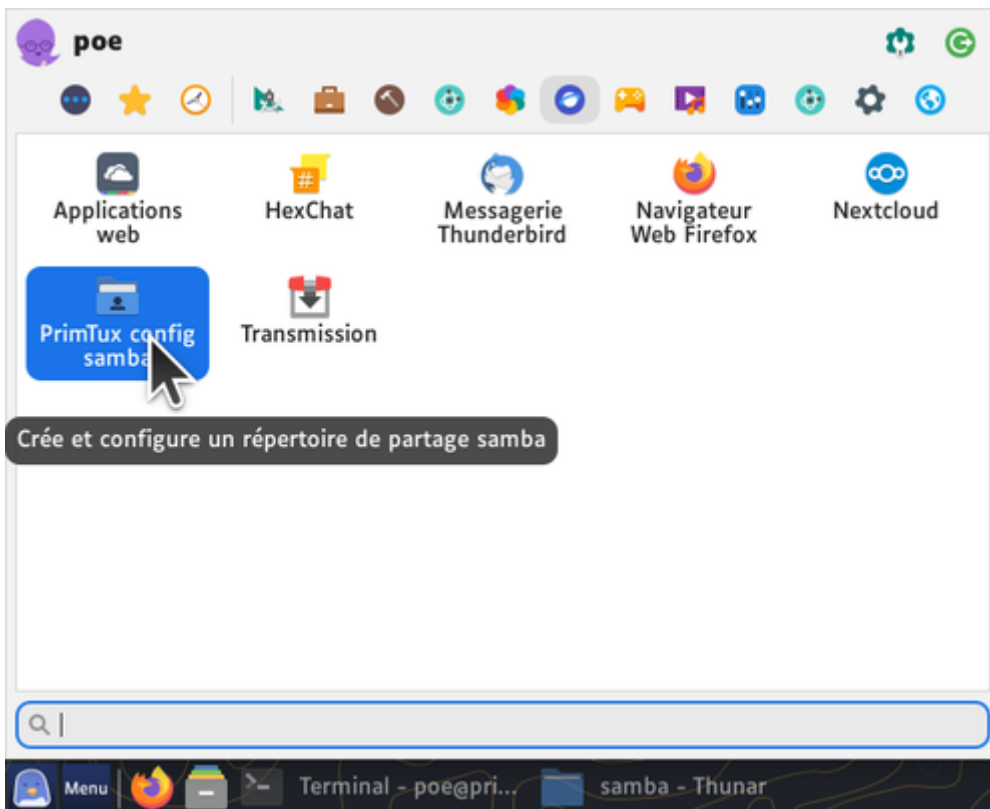 poe
Applications
web
HexChat
Messagerie
Thunderbird
Navigateur
Web Firefox
Nextcloud
PrimTux config
samba
Transmission
Crée et configure un répertoire de partage samba
Menu
Terminal - poe@pri...
samba - Thunar